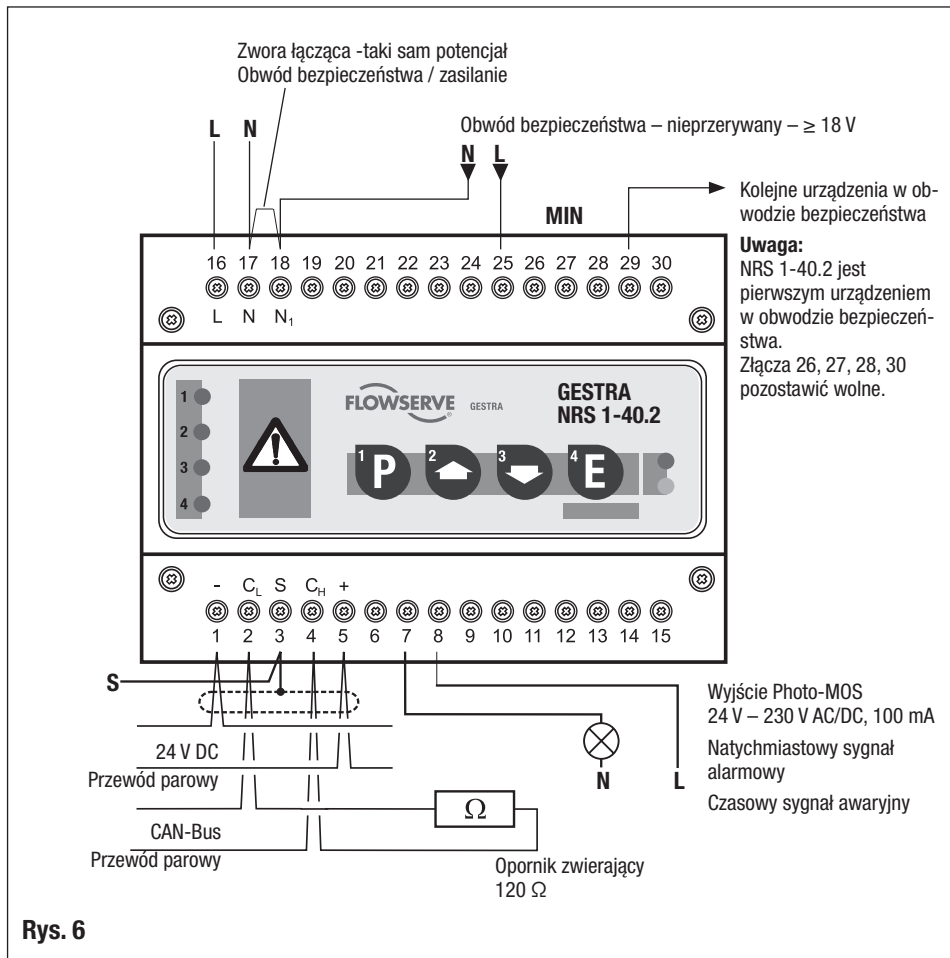 Zwora łącząca -taki sam potencjał
Obwód bezpieczeństwa / zasilanie
L N
Obwód bezpieczeństwa – nieprzerywany – ≥ 18 V
N L
MIN
Kolejne urządzenia w ob-
wodzie bezpieczeństwa
Uwaga:
NRS 1-40.2 jest
pierwszym urządzeniem
w obwodzie bezpieczeń-
stwa.
Złącza 26, 27, 28, 30
pozostawić wolne.
16 17 18 19 20 21 22 23 24 25 26 27 28 29 30
L N N₁
1
2
3
4
FLOWSERVE GESTRA
GESTRA
NRS 1-40.2
1 P 2 3 4 E
- C_L S C_H +
1 2 3 4 5 6 7 8 9 10 11 12 13 14 15
S
24 V DC
Przewód parowy
CAN-Bus
Przewód parowy
Ω
Opornik zwierający
120 Ω
N L
Wyjście Photo-MOS
24 V – 230 V AC/DC, 100 mA
Natychmiastowy sygnał
alarmowy
Czasowy sygnał awaryjny
Rys. 6